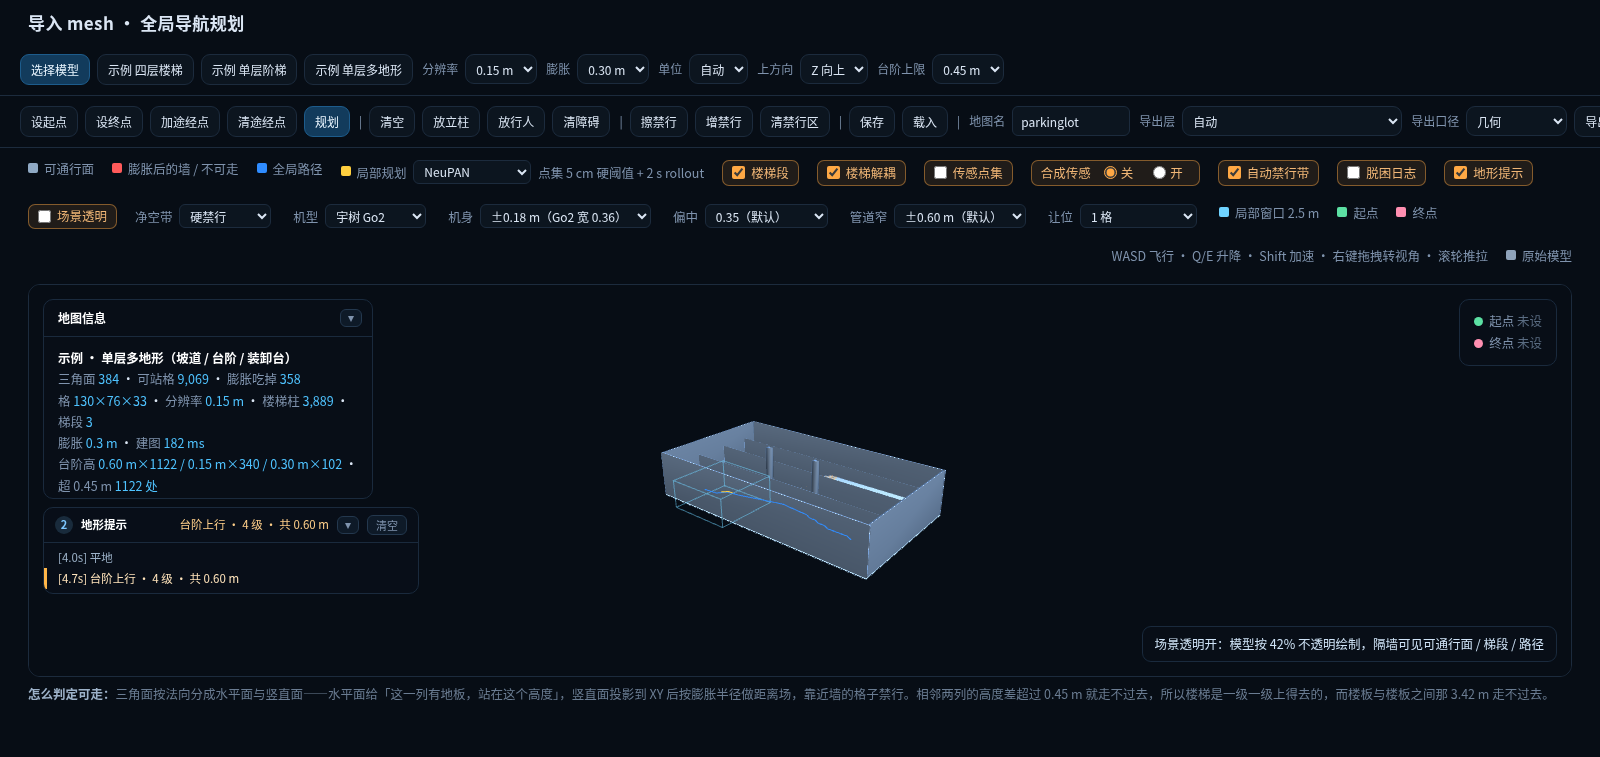 导入 mesh · 全局导航规划
选择模型 示例 四层楼梯 示例 单层阶梯 示例 单层多地形 分辨率 0.15 m 膨胀 0.30 m 单位 自动 上方向 Z 向上 台阶上限 0.45 m
设起点 设终点 加途经点 清途经点 规划 | 清空 放立柱 放行人 清障碍 | 擦禁行 增禁行 清禁行区 | 保存 载入 | 地图名 parkinglot 导出层 自动 导出口径 几何
可通行面 膨胀后的墙 / 不可走 全局路径 局部规划 NeuPAN 点集 5 cm 硬阈值 + 2 s rollout 楼梯段 楼梯解耦 传感点集 合成传感 关 开 自动禁行带 脱困日志 地形提示
场景透明 净空带 硬禁行 机型 宇树 Go2 机身 ±0.18 m（Go2 宽 0.36） 偏中 0.35（默认） 管道窄 ±0.60 m（默认） 让位 1 格 局部窗口 2.5 m 起点 终点
WASD 飞行 · Q/E 升降 · Shift 加速 · 右键拖拽转视角 · 滚轮推拉 原始模型
地图信息 ▾
起点 未设
终点 未设
示例 · 单层多地形（坡道 / 台阶 / 装卸台）
三角面 384 · 可站格 9,069 · 膨胀吃掉 358
格 130×76×33 · 分辨率 0.15 m · 楼梯柱 3,889 ·
梯段 3
膨胀 0.3 m · 建图 182 ms
台阶高 0.60 m×1122 / 0.15 m×340 / 0.30 m×102 ·
超 0.45 m 1122 处
2 地形提示 台阶上行 · 4 级 · 共 0.60 m ▾ 清空
[4.0s] 平地
[4.7s] 台阶上行 · 4 级 · 共 0.60 m
场景透明开：模型按 42% 不透明绘制，隔墙可见可通行面 / 梯段 / 路径
怎么判定可走：三角面按法向分成水平面与竖直面——水平面给「这一列有地板，站在这个高度」，竖直面投影到 XY 后按膨胀半径做距离场，靠近墙的格子禁行。相邻两列的高度差超过 0.45 m 就走不过去，所以楼梯是一级一级上得去的，而楼板与楼板之间那 3.42 m 走不过去。